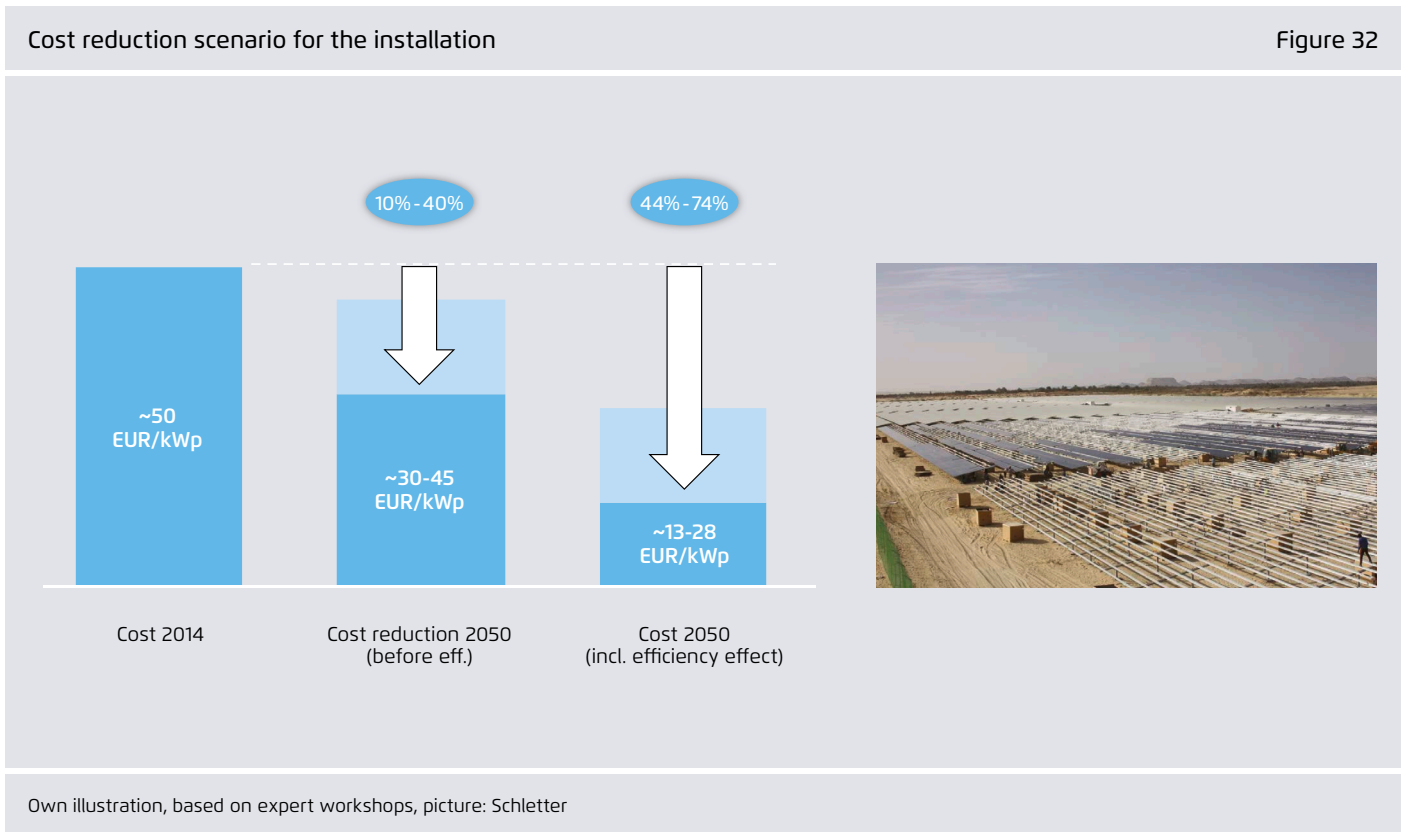 Cost reduction scenario for the installation
Figure 32
10%-40%
44%-74%
~50
EUR/kWp
~30-45
EUR/kWp
~13-28
EUR/kWp
Cost 2014
Cost reduction 2050
(before eff.)
Cost 2050
(incl. efficiency effect)
Own illustration, based on expert workshops, picture: Schletter